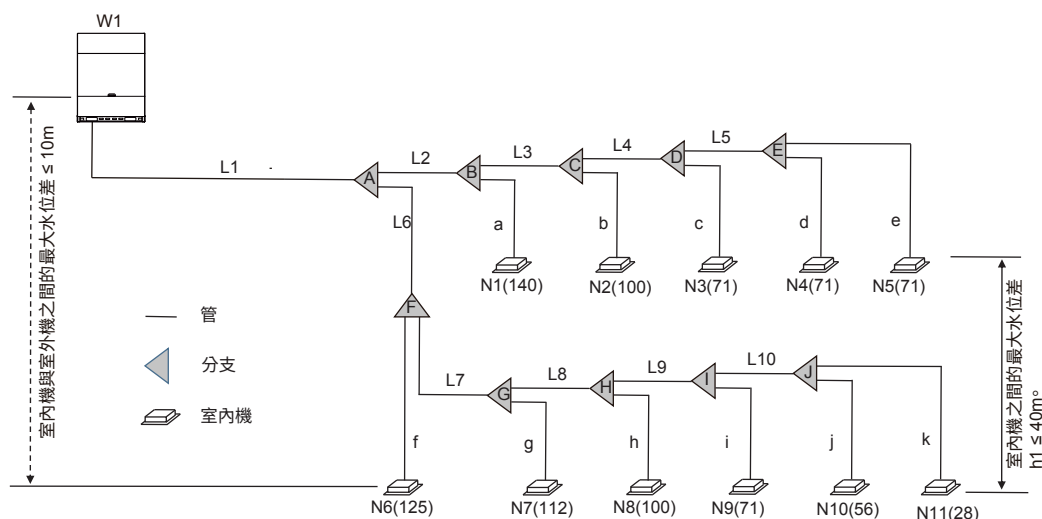 W1
室內機與室外機之間的最大水位差 ≤ 10m
L1
L2
L3
L4
L5
A
B
C
D
E
L6
a
b
c
d
e
N1(140)
N2(100)
N3(71)
N4(71)
N5(71)
F
管
分支
室內機
L7
L8
L9
L10
G
H
I
J
f
g
h
i
j
k
N6(125)
N7(112)
N8(100)
N9(71)
N10(56)
N11(28)
室內機之間的最大水位差
h1 ≤ 40m。